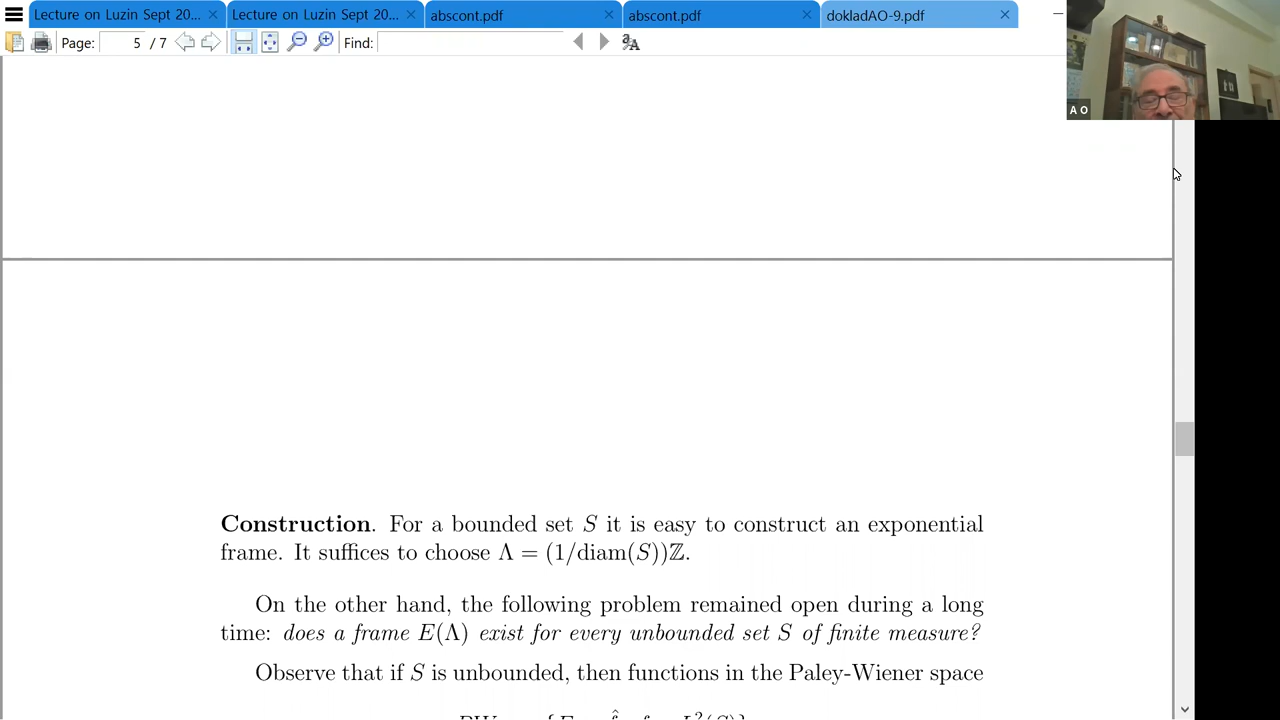 Lecture on Luzin Sept 20... Lecture on Luzin Sept 20... abscont.pdf abscont.pdf dokladAO-9.pdf
Page: 5 / 7 Find:
A O
Construction. For a bounded set S it is easy to construct an exponential
frame. It suffices to choose Λ = (1/diam(S))ℤ.
On the other hand, the following problem remained open during a long
time: does a frame E(Λ) exist for every unbounded set S of finite measure?
Observe that if S is unbounded, then functions in the Paley-Wiener space